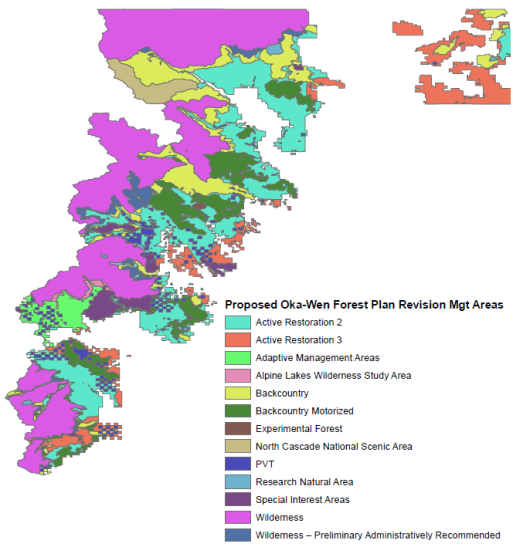 Proposed Oka-Wen Forest Plan Revision Mgt Areas
Active Restoration 2
Active Restoration 3
Adaptive Management Areas
Alpine Lakes Wilderness Study Area
Backcountry
Backcountry Motorized
Experimental Forest
North Cascade National Scenic Area
PVT
Research Natural Area
Special Interest Areas
Wilderness
Wilderness – Preliminary Administratively Recommended